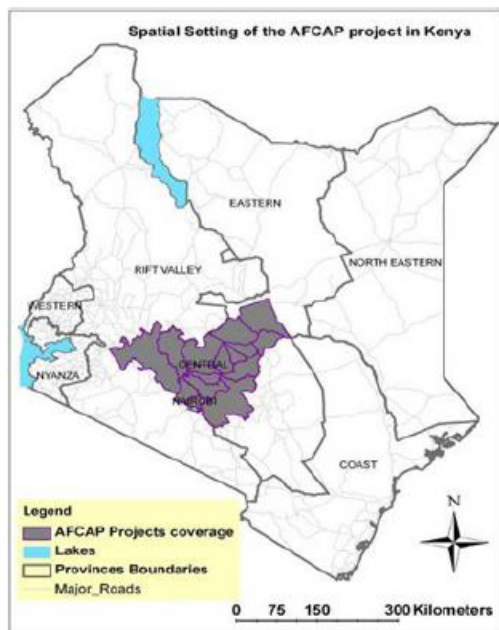 Spatial Setting of the AFCAP project in Kenya
EASTERN
NORTH EASTERN
RIFT VALLEY
WESTERN
CENTRAL
NYANZA
NAIROBI
COAST
Legend
AFCAP Projects coverage
Lakes
Provinces Boundaries
Major_Roads
N
0 75 150 300 Kilometers